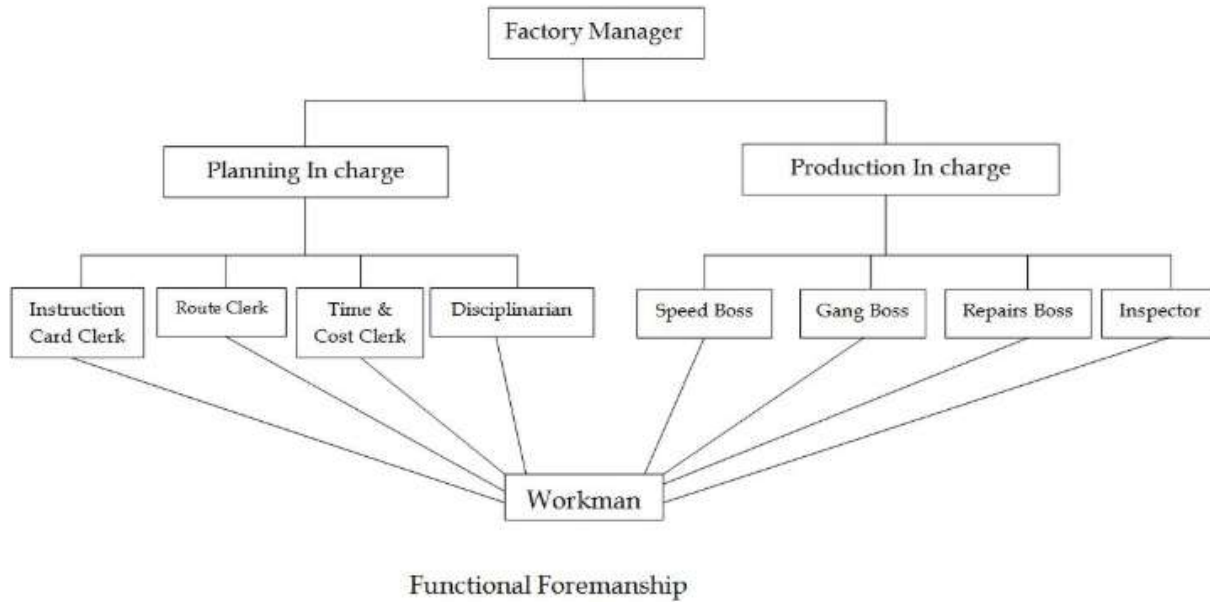 Factory Manager
Planning In charge
Production In charge
Instruction
Card Clerk
Route Clerk
Time &
Cost Clerk
Disciplinarian
Speed Boss
Gang Boss
Repairs Boss
Inspector
Workman
Functional Foremanship